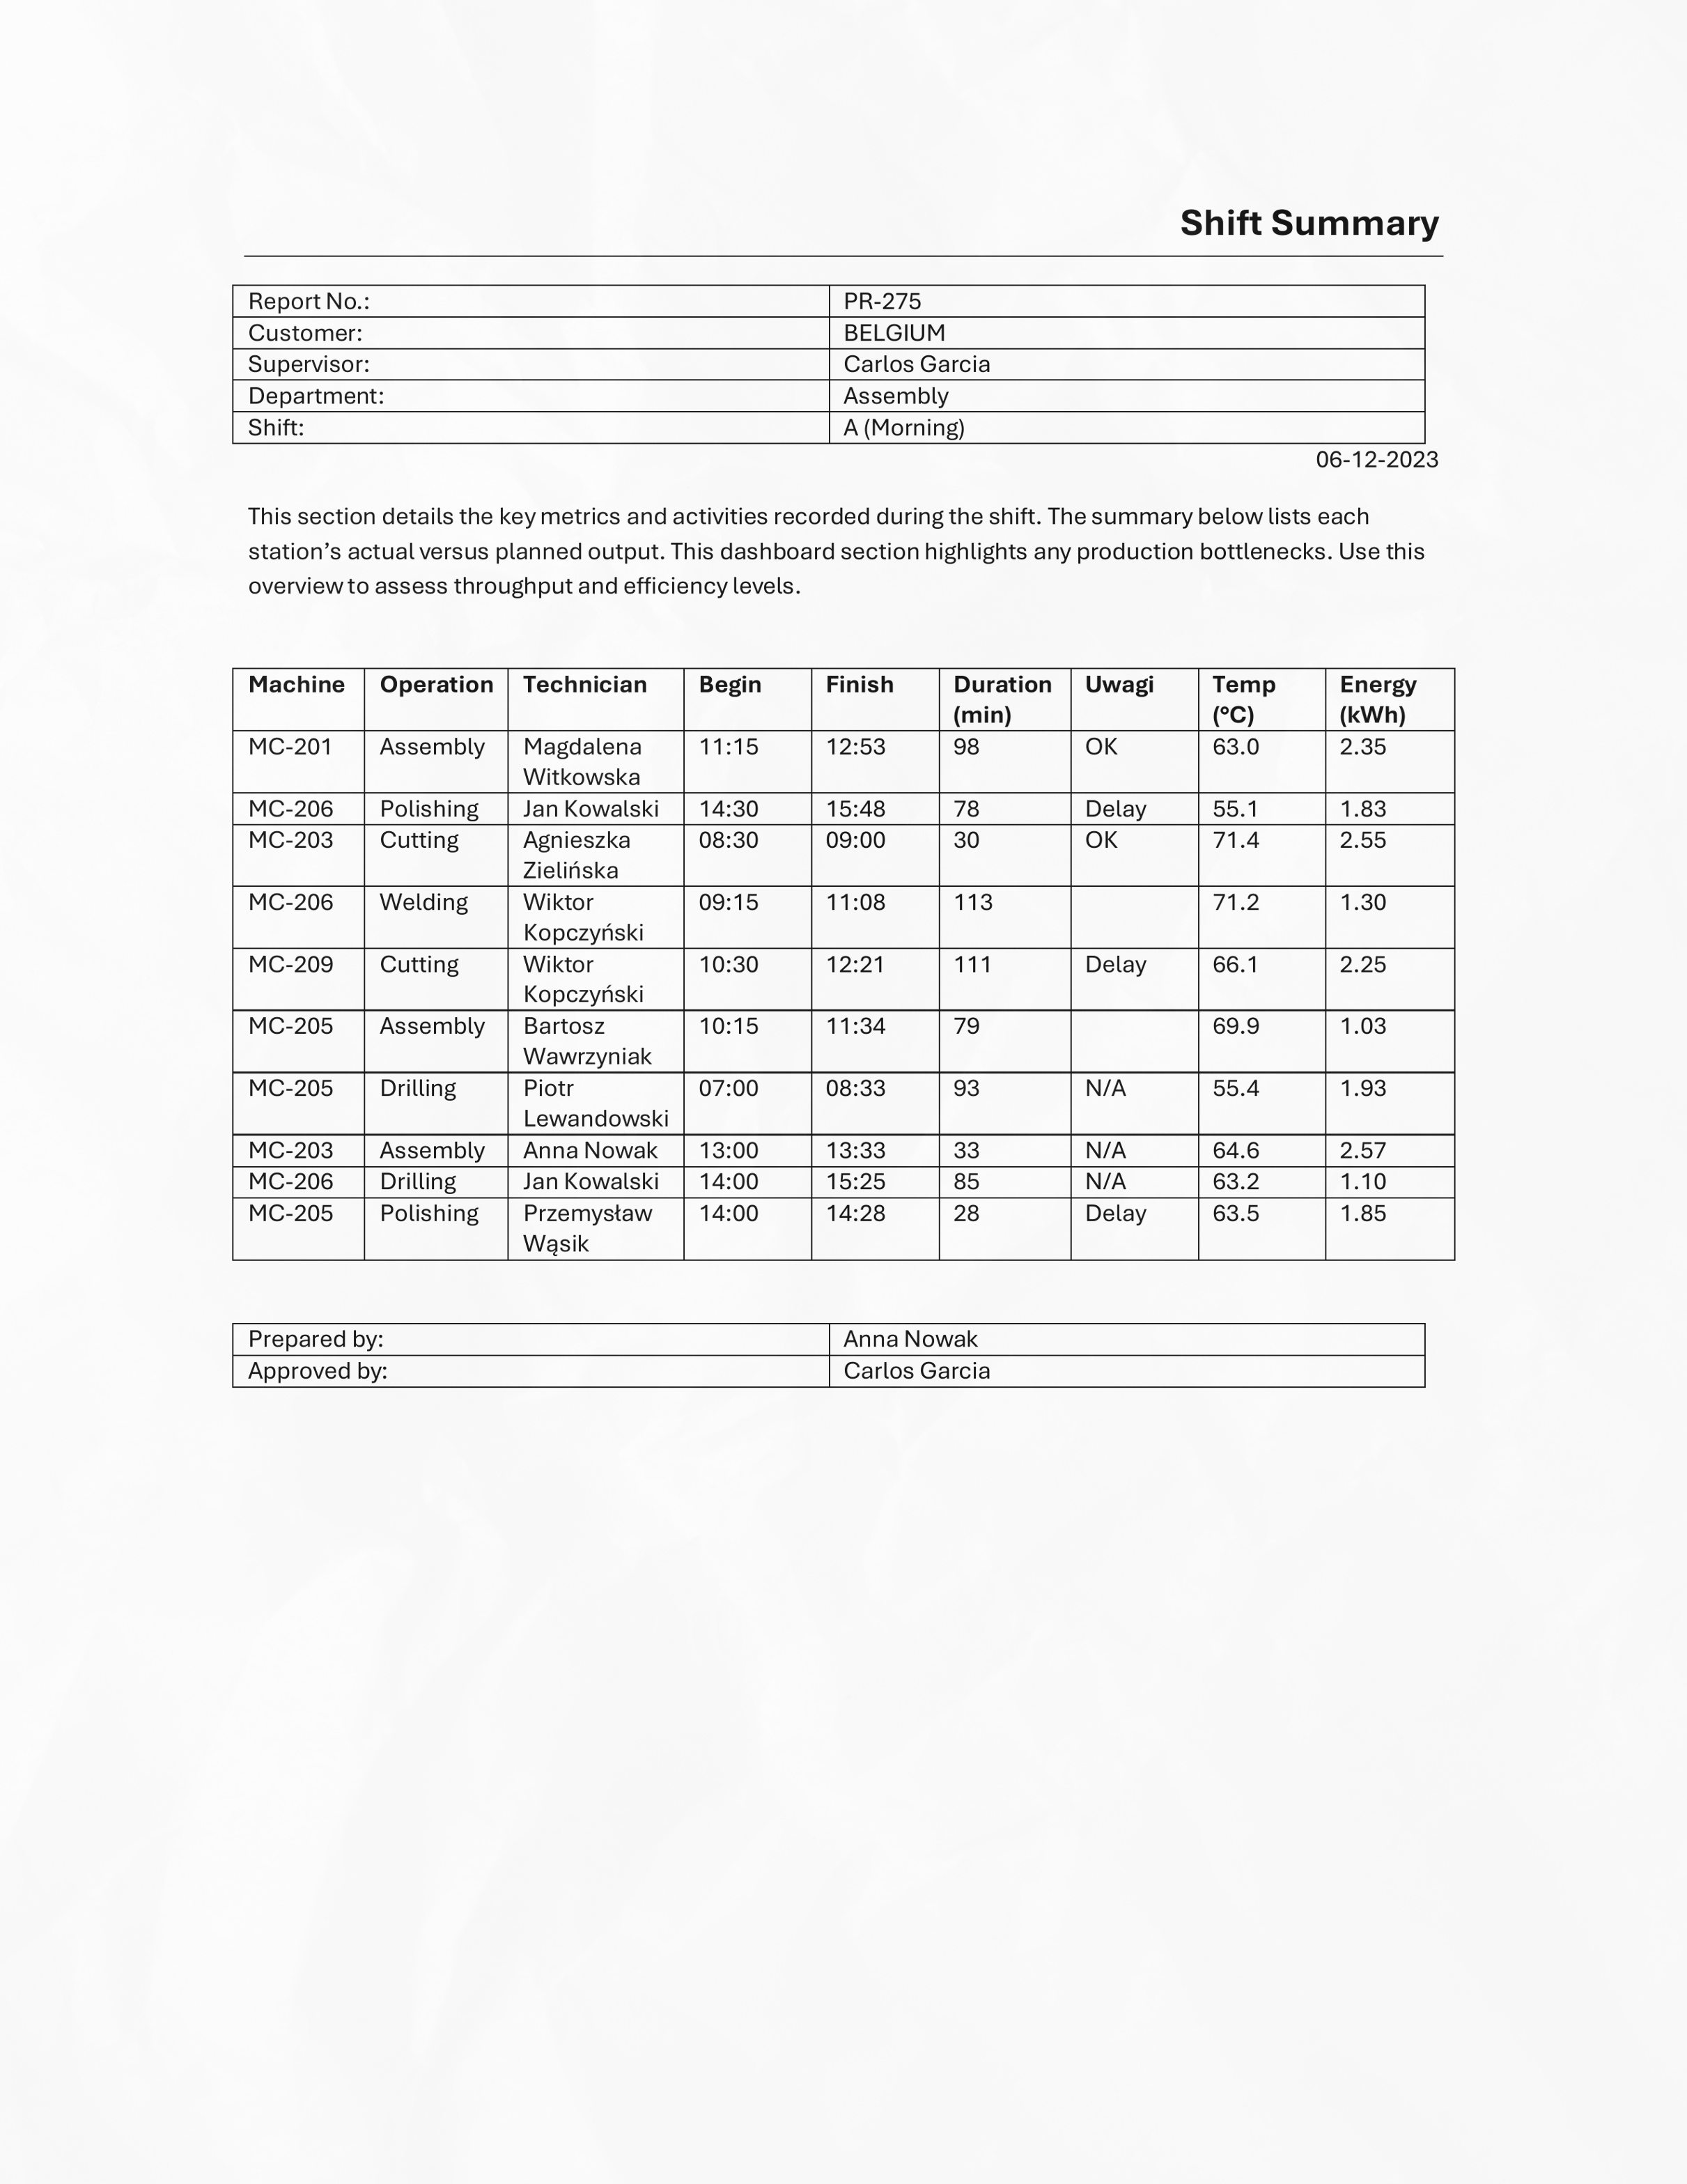 Shift Summary
Report No.: PR-275
Customer: BELGIUM
Supervisor: Carlos Garcia
Department: Assembly
Shift: A (Morning)
06-12-2023
This section details the key metrics and activities recorded during the shift. The summary below lists each
station’s actual versus planned output. This dashboard section highlights any production bottlenecks. Use this
overview to assess throughput and efficiency levels.
Machine Operation Technician Begin Finish Duration (min) Uwagi Temp (°C) Energy (kWh)
MC-201 Assembly Magdalena Witkowska 11:15 12:53 98 OK 63.0 2.35
MC-206 Polishing Jan Kowalski 14:30 15:48 78 Delay 55.1 1.83
MC-203 Cutting Agnieszka Zielińska 08:30 09:00 30 OK 71.4 2.55
MC-206 Welding Wiktor Kopczyński 09:15 11:08 113 71.2 1.30
MC-209 Cutting Wiktor Kopczyński 10:30 12:21 111 Delay 66.1 2.25
MC-205 Assembly Bartosz Wawrzyniak 10:15 11:34 79 69.9 1.03
MC-205 Drilling Piotr Lewandowski 07:00 08:33 93 N/A 55.4 1.93
MC-203 Assembly Anna Nowak 13:00 13:33 33 N/A 64.6 2.57
MC-206 Drilling Jan Kowalski 14:00 15:25 85 N/A 63.2 1.10
MC-205 Polishing Przemysław Wąsik 14:00 14:28 28 Delay 63.5 1.85
Prepared by: Anna Nowak
Approved by: Carlos Garcia